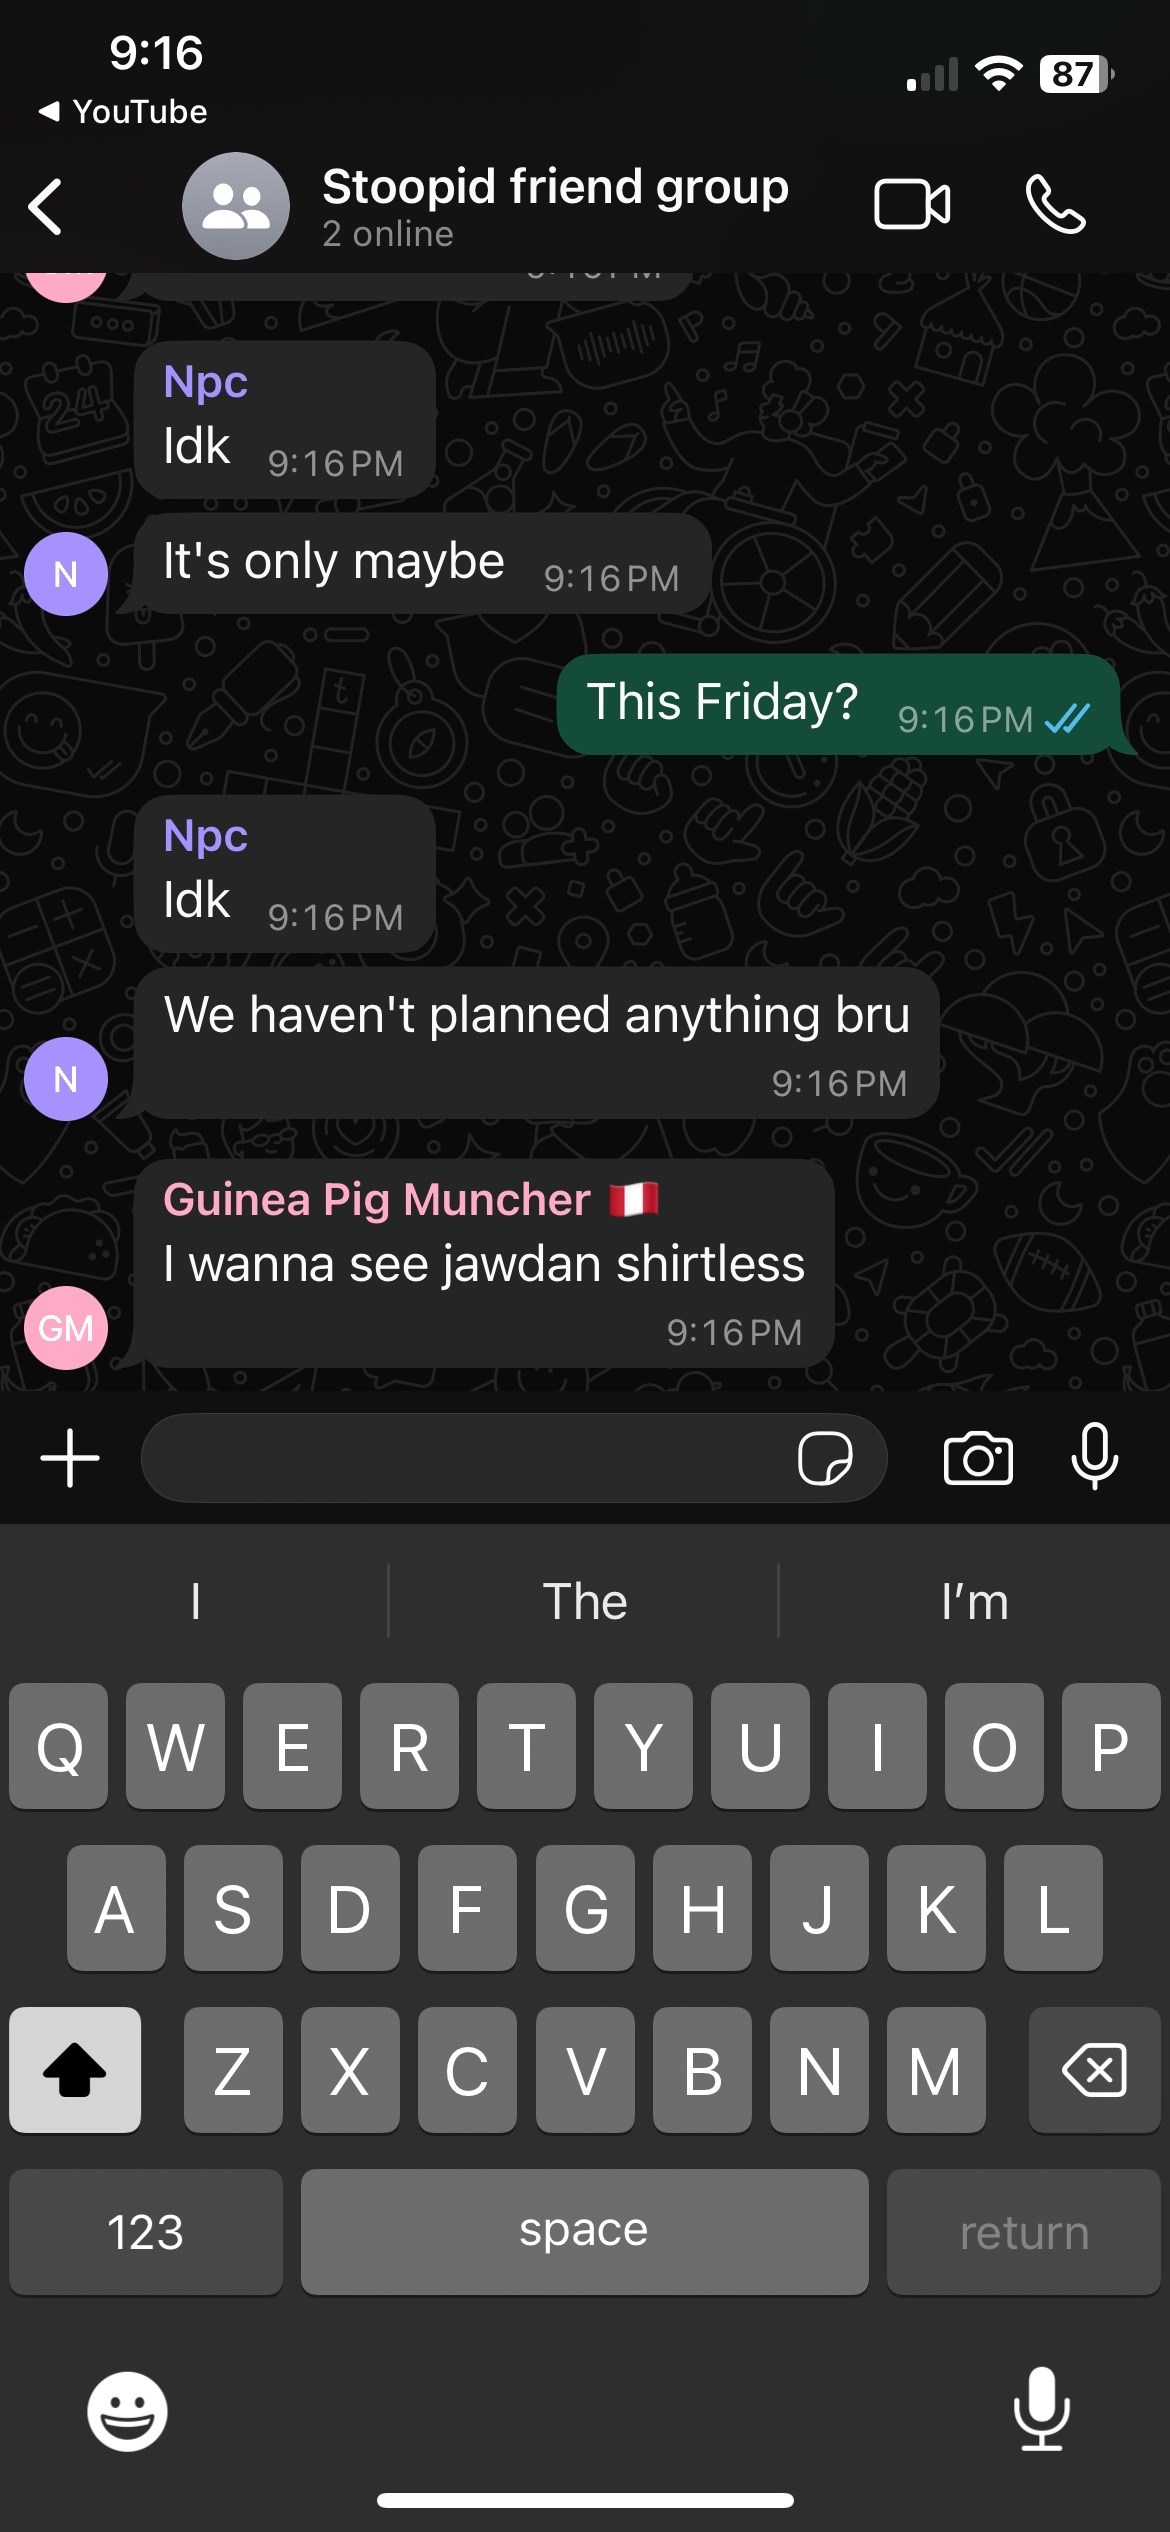 9:16
87
YouTube
Stoopid friend group
2 online
Npc
Idk 9:16 PM
N
It's only maybe 9:16 PM
This Friday? 9:16 PM
Npc
Idk 9:16 PM
We haven't planned anything bru
9:16 PM
N
Guinea Pig Muncher 🇵🇪
I wanna see jawdan shirtless
9:16 PM
GM
I The I'm
Q W E R T Y U I O P
A S D F G H J K L
Z X C V B N M
123 space return